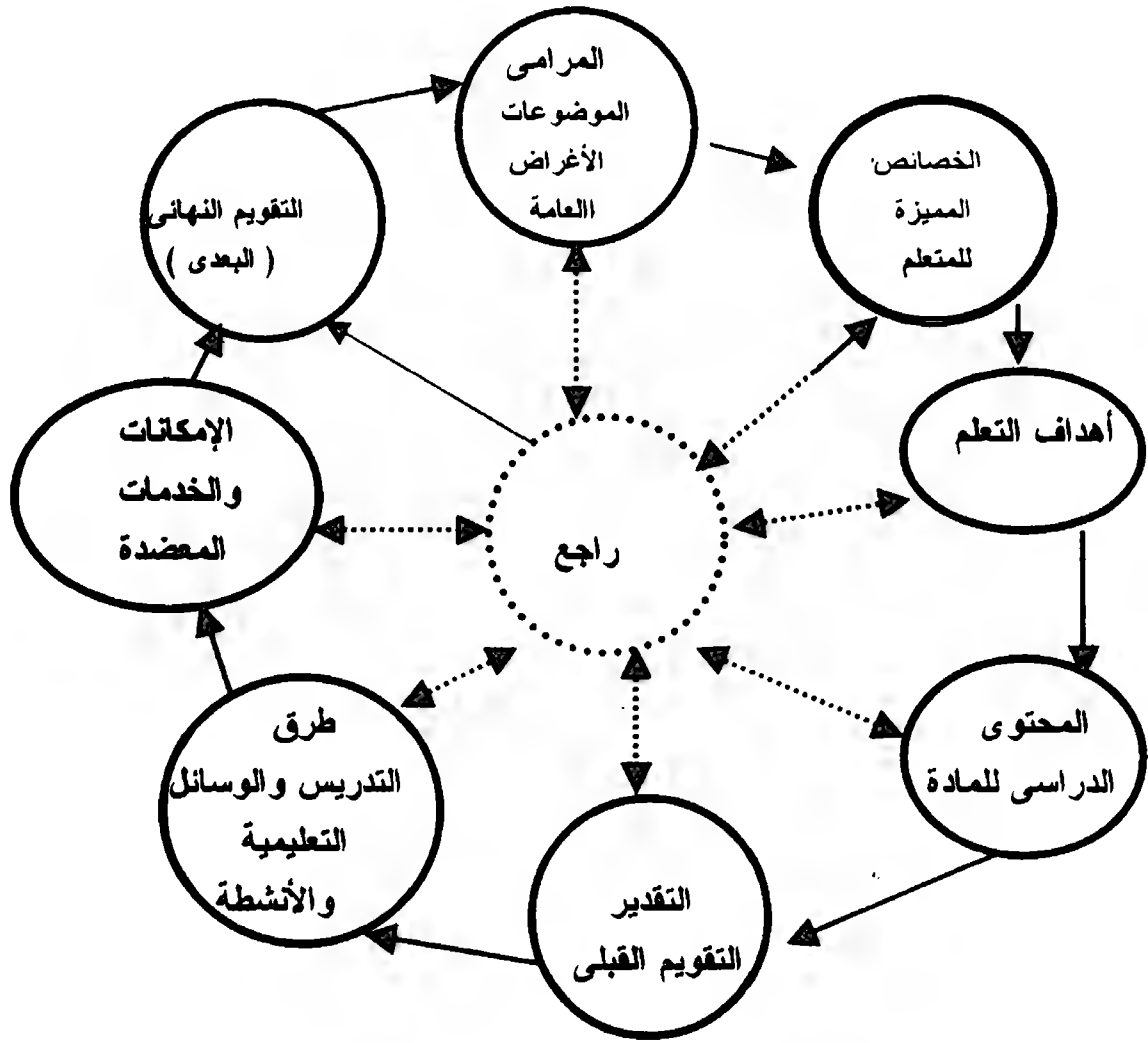 المرامى
الموضوعات
الأغراض
االعامة
الخصائص
المميزة
للمتعلم
أهداف التعلم
المحتوى
الدراسى للمادة
التقدير
التقويم القبلى
طرق
التدريس والوسائل
التعليمية
والأنشطة
الإمكانات
والخدمات
المعضدة
التقويم النهائى
( البعدى )
راجع